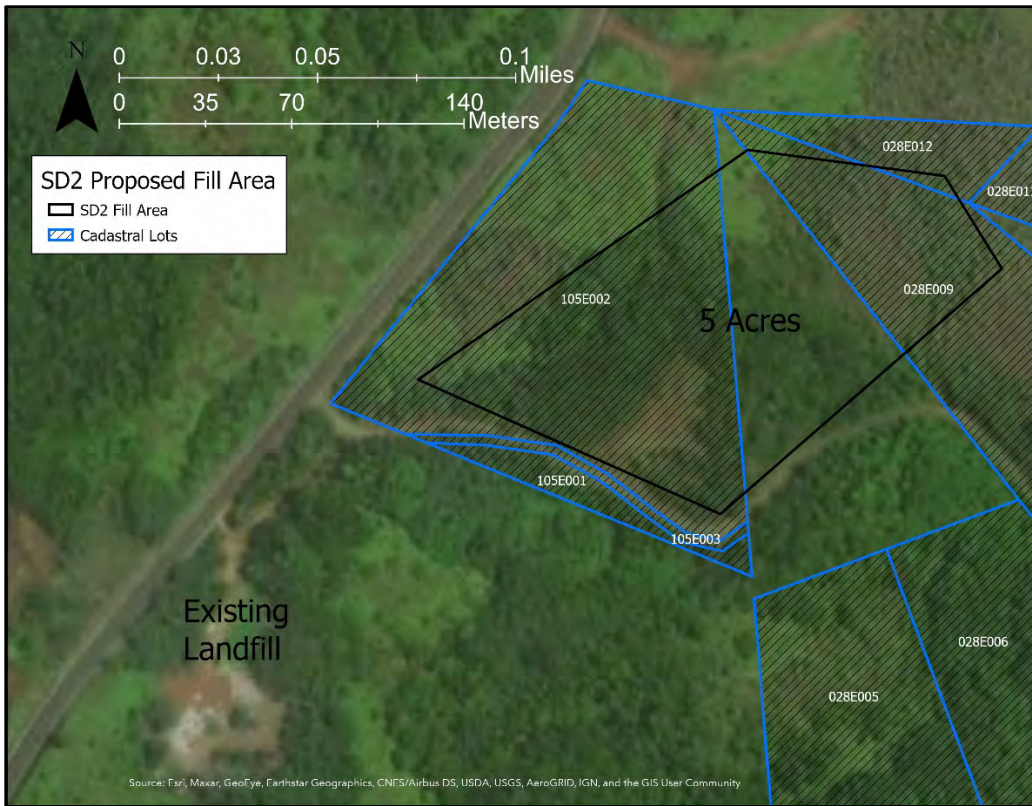 N
0 0.03 0.05 0.1 Miles
0 35 70 140 Meters
SD2 Proposed Fill Area
SD2 Fill Area
Cadastral Lots
028E012
028E011
105E002
028E009
5 Acres
105E001
105E003
Existing
Landfill
028E006
028E005
Source: Esri, Maxar, GeoEye, Earthstar Geographics, CNES/Airbus DS, USDA, USGS, AeroGRID, IGN, and the GIS User Community